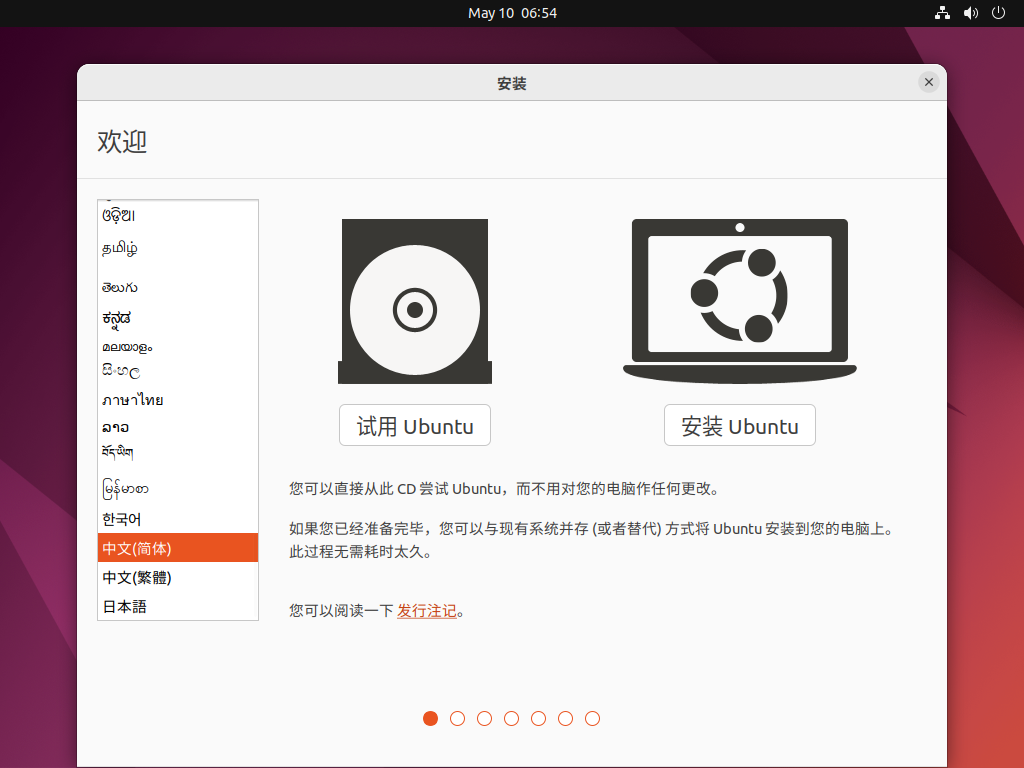 May 10 06:54
安装
欢迎
ଓଡ଼ିଆ
தமிழ்
తెలుగు
ಕನ್ನಡ
മലയാളം
සිංහල
ภาษาไทย
ລາວ
བོད་ཡིག
မြန်မာစာ
한국어
中文(简体)
中文(繁體)
日本語
试用 Ubuntu
安装 Ubuntu
您可以直接从此 CD 尝试 Ubuntu，而不用对您的电脑作任何更改。
如果您已经准备完毕，您可以与现有系统并存 (或者替代) 方式将 Ubuntu 安装到您的电脑上。
此过程无需耗时太久。
您可以阅读一下 发行注记。